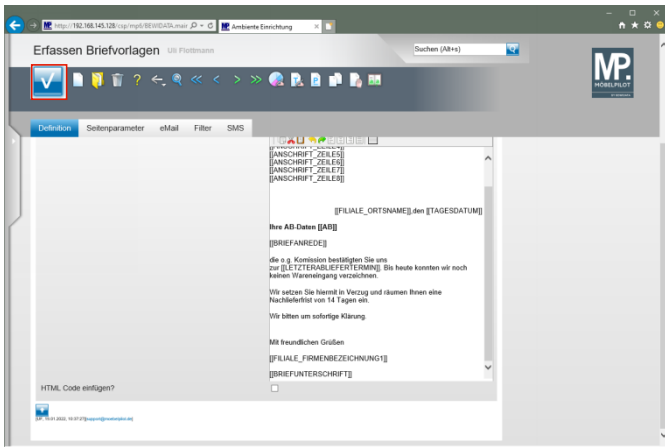 http://192.168.145.128/csp/mp6/BEWIDATA.mair
Ambiente Einrichtung
Erfassen Briefvorlagen Uli Flottmann
Suchen (Alt+s)
MP.
MÖBELPILOT
Definition Seitenparameter eMail Filter SMS
[[ANSCHRIFT_ZEILE4]]
[[ANSCHRIFT_ZEILE5]]
[[ANSCHRIFT_ZEILE6]]
[[ANSCHRIFT_ZEILE7]]
[[ANSCHRIFT_ZEILE8]]
[[FILIALE_ORTSNAME]],den [[TAGESDATUM]]
Ihre AB-Daten [[AB]]
[[BRIEFANREDE]]
die o.g. Komission bestätigten Sie uns
zur [[LETZTERABLIEFERTERMIN]]. Bis heute konnten wir noch
keinen Wareneingang verzeichnen.
Wir setzen Sie hiermit in Verzug und räumen Ihnen eine
Nachlieferfrist von 14 Tagen ein.
Wir bitten um sofortige Klärung.
Mit freundlichen Grüßen
[[FILIALE_FIRMENBEZEICHNUNG1]]
[[BRIEFUNTERSCHRIFT]]
HTML Code einfügen?